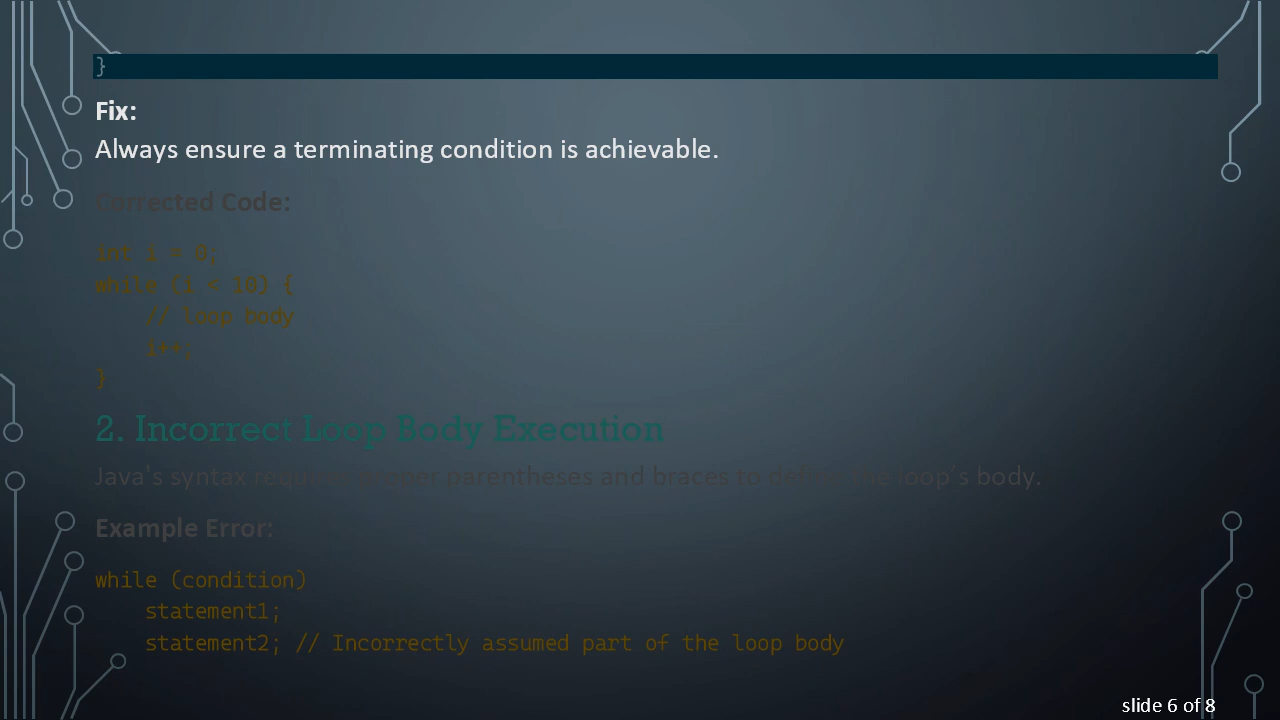 }
Fix:
Always ensure a terminating condition is achievable.
Corrected Code:
int i = 0;
while (i < 10) {
    // loop body
    i++;
}
2. Incorrect Loop Body Execution
Java's syntax requires proper parentheses and braces to define the loop's body.
Example Error:
while (condition)
    statement1;
    statement2; // Incorrectly assumed part of the loop body
slide 6 of 8